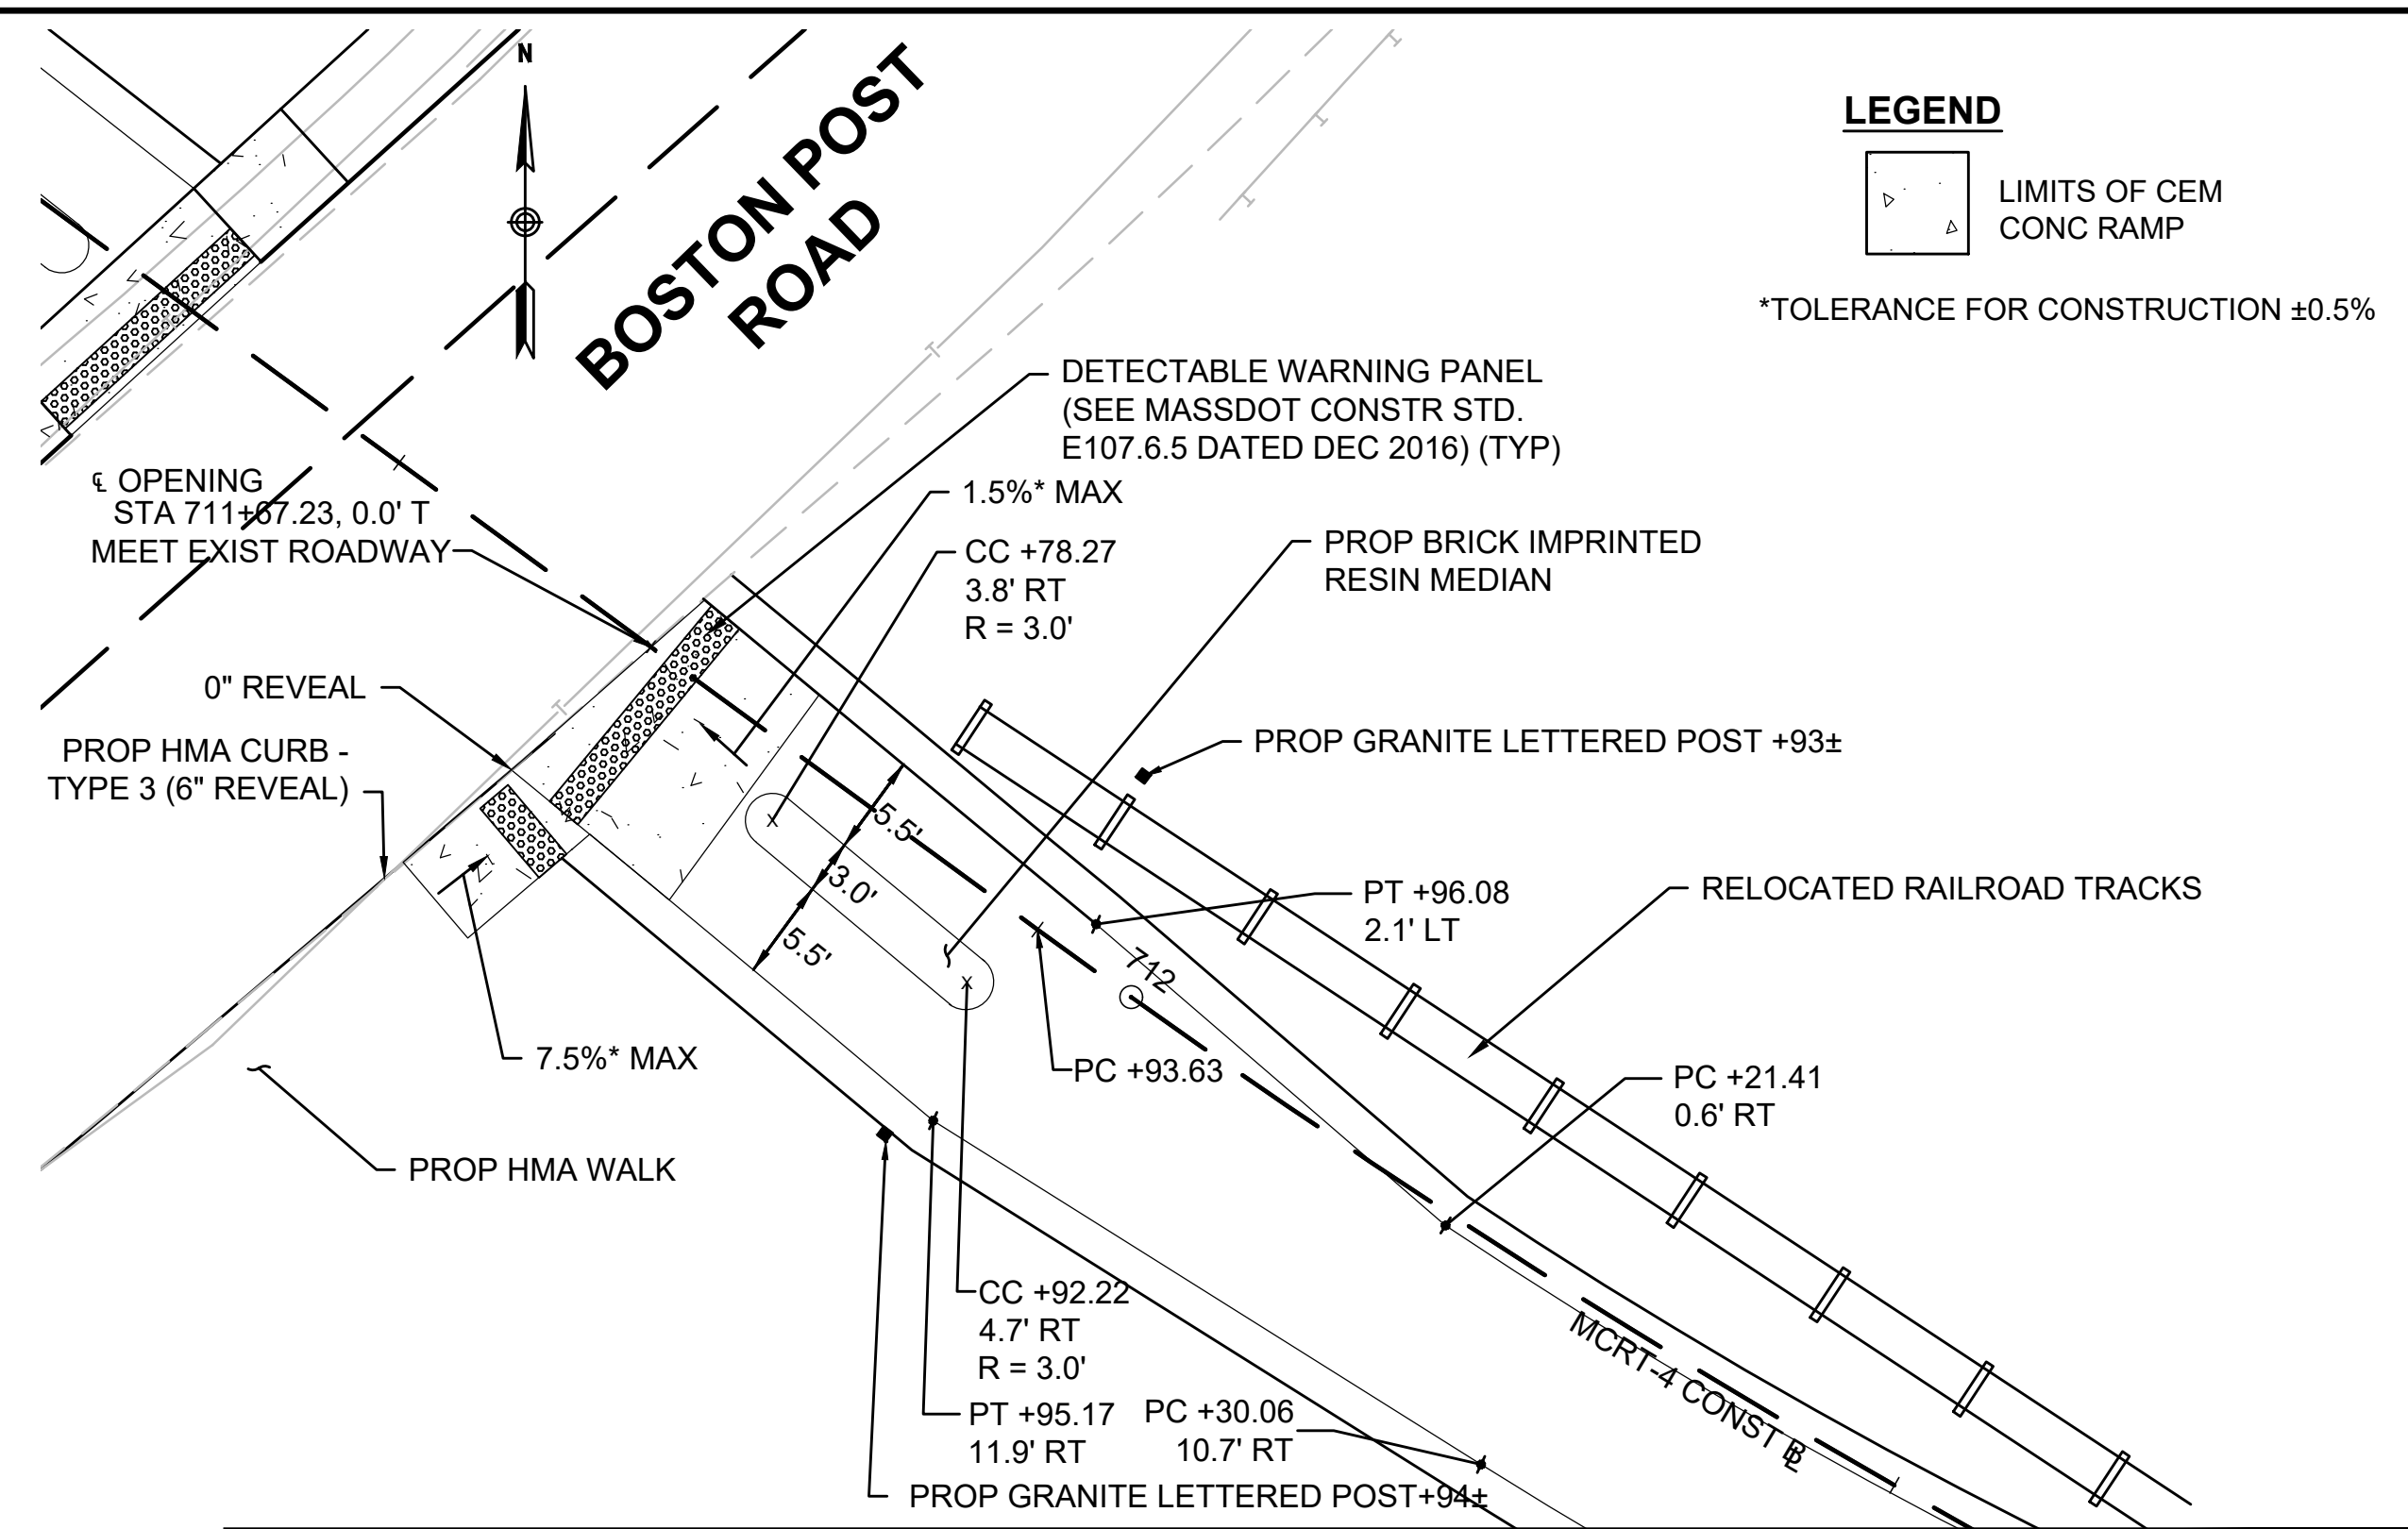 N
BOSTON POST
ROAD
LEGEND
LIMITS OF CEM
CONC RAMP
*TOLERANCE FOR CONSTRUCTION ±0.5%
DETECTABLE WARNING PANEL
(SEE MASSDOT CONSTR STD.
E107.6.5 DATED DEC 2016) (TYP)
℄ OPENING
STA 711+67.23, 0.0' T
MEET EXIST ROADWAY
1.5%* MAX
CC +78.27
3.8' RT
R = 3.0'
PROP BRICK IMPRINTED
RESIN MEDIAN
0" REVEAL
PROP HMA CURB -
TYPE 3 (6" REVEAL)
PROP GRANITE LETTERED POST +93±
5.5'
3.0'
5.5'
PT +96.08
2.1' LT
RELOCATED RAILROAD TRACKS
712
7.5%* MAX
PC +93.63
PC +21.41
0.6' RT
PROP HMA WALK
CC +92.22
4.7' RT
R = 3.0'
MCRT-4 CONST BL
PT +95.17
11.9' RT
PC +30.06
10.7' RT
PROP GRANITE LETTERED POST+94±